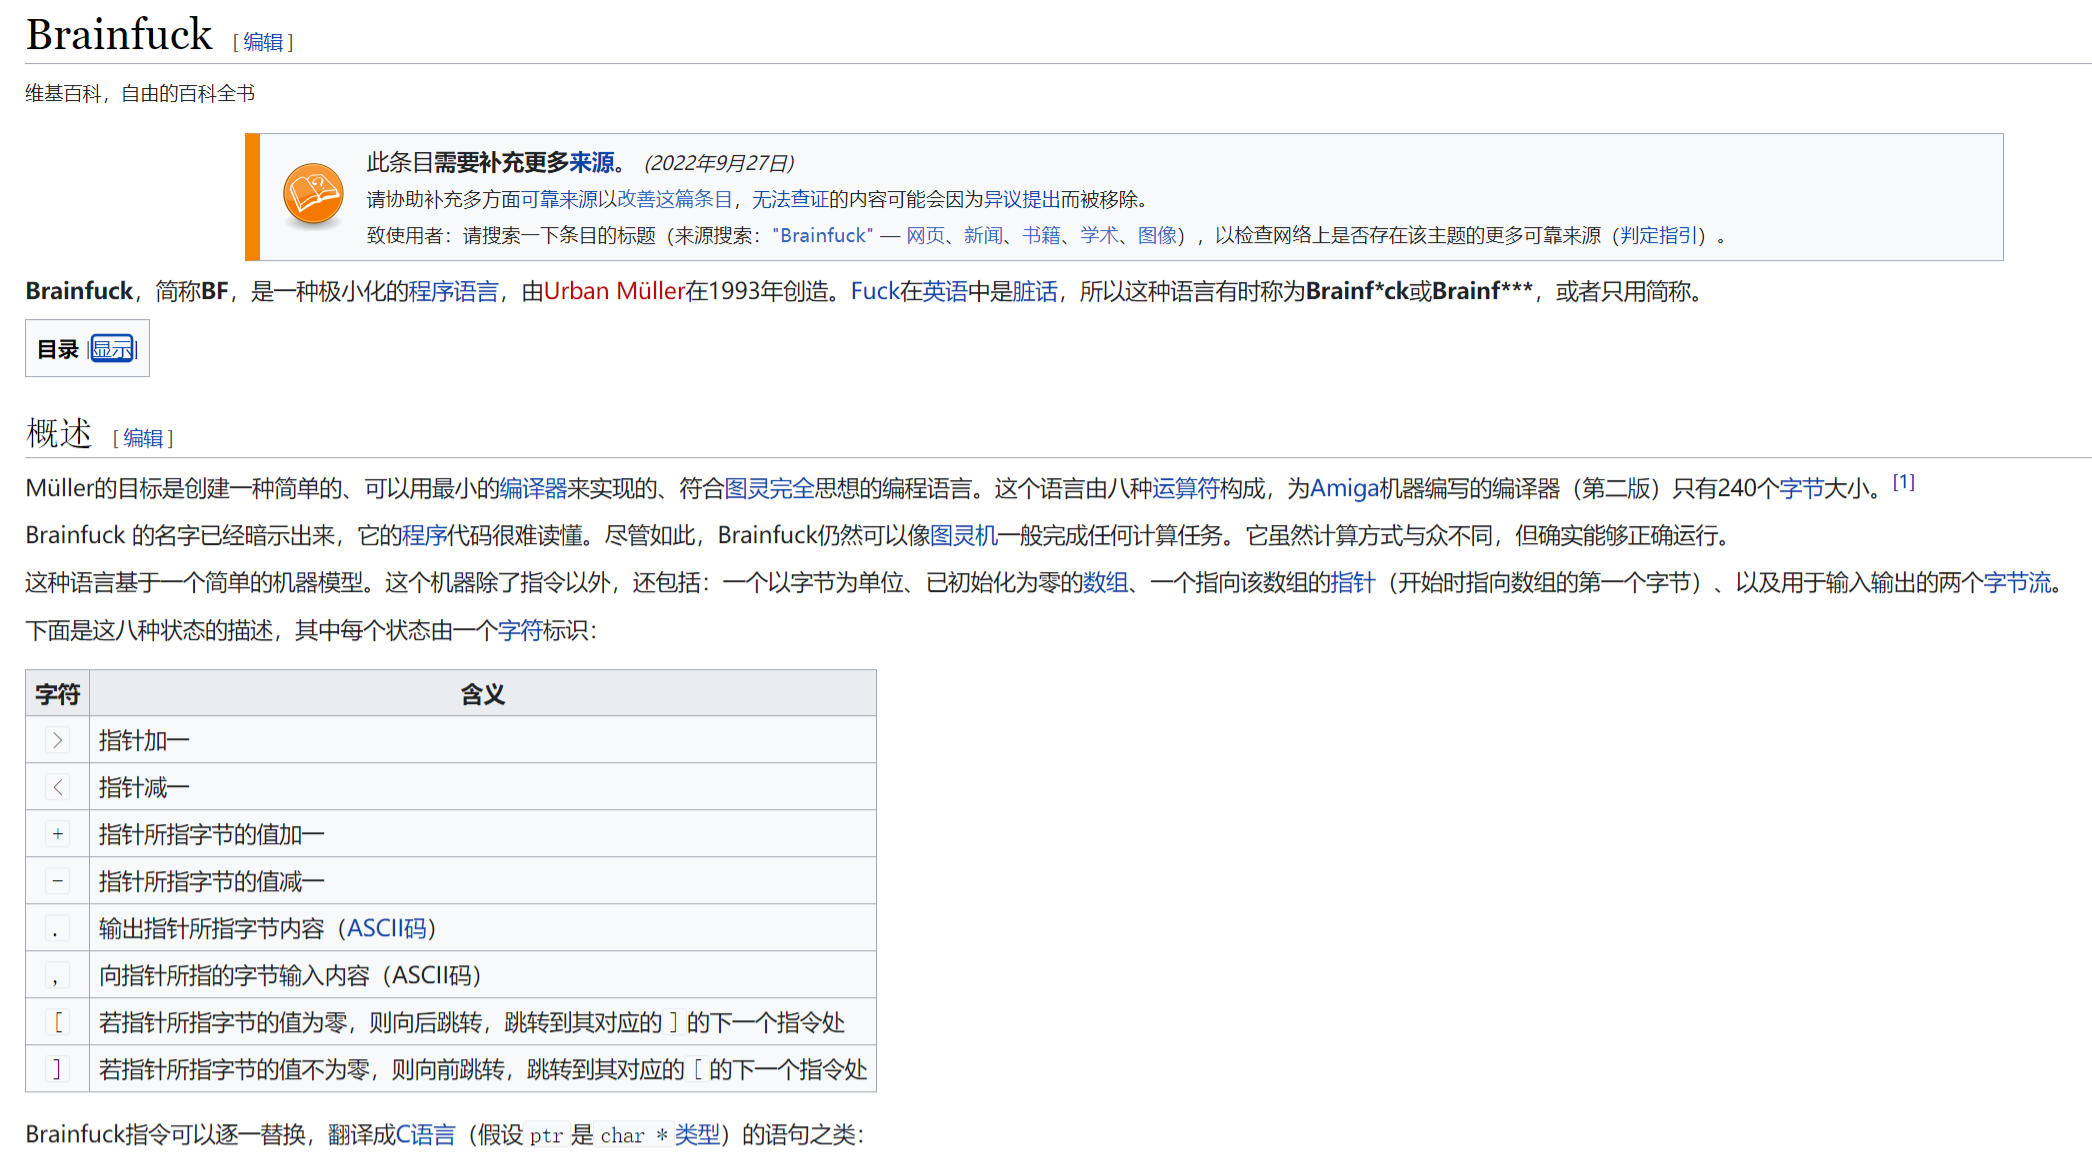 Brainfuck [编辑]
维基百科，自由的百科全书
此条目需要补充更多来源。 (2022年9月27日)
请协助补充多方面可靠来源以改善这篇条目，无法查证的内容可能会因为异议提出而被移除。
致使用者：请搜索一下条目的标题（来源搜索："Brainfuck" — 网页、新闻、书籍、学术、图像），以检查网络上是否存在该主题的更多可靠来源（判定指引）。
Brainfuck，简称BF，是一种极小化的程序语言，由Urban Müller在1993年创造。Fuck在英语中是脏话，所以这种语言有时称为Brainf*ck或Brainf***，或者只用简称。
目录 [显示]
概述 [编辑]
Müller的目标是创建一种简单的、可以用最小的编译器来实现的、符合图灵完全思想的编程语言。这个语言由八种运算符构成，为Amiga机器编写的编译器（第二版）只有240个字节大小。[1]
Brainfuck 的名字已经暗示出来，它的程序代码很难读懂。尽管如此，Brainfuck仍然可以像图灵机一般完成任何计算任务。它虽然计算方式与众不同，但确实能够正确运行。
这种语言基于一个简单的机器模型。这个机器除了指令以外，还包括：一个以字节为单位、已初始化为零的数组、一个指向该数组的指针（开始时指向数组的第一个字节）、以及用于输入输出的两个字节流。
下面是这八种状态的描述，其中每个状态由一个字符标识：
字符 含义
> 指针加一
< 指针减一
+ 指针所指字节的值加一
- 指针所指字节的值减一
. 输出指针所指字节内容（ASCII码）
, 向指针所指的字节输入内容（ASCII码）
[ 若指针所指字节的值为零，则向后跳转，跳转到其对应的 ] 的下一个指令处
] 若指针所指字节的值不为零，则向前跳转，跳转到其对应的 [ 的下一个指令处
Brainfuck指令可以逐一替换，翻译成C语言（假设 ptr 是 char * 类型）的语句之类：